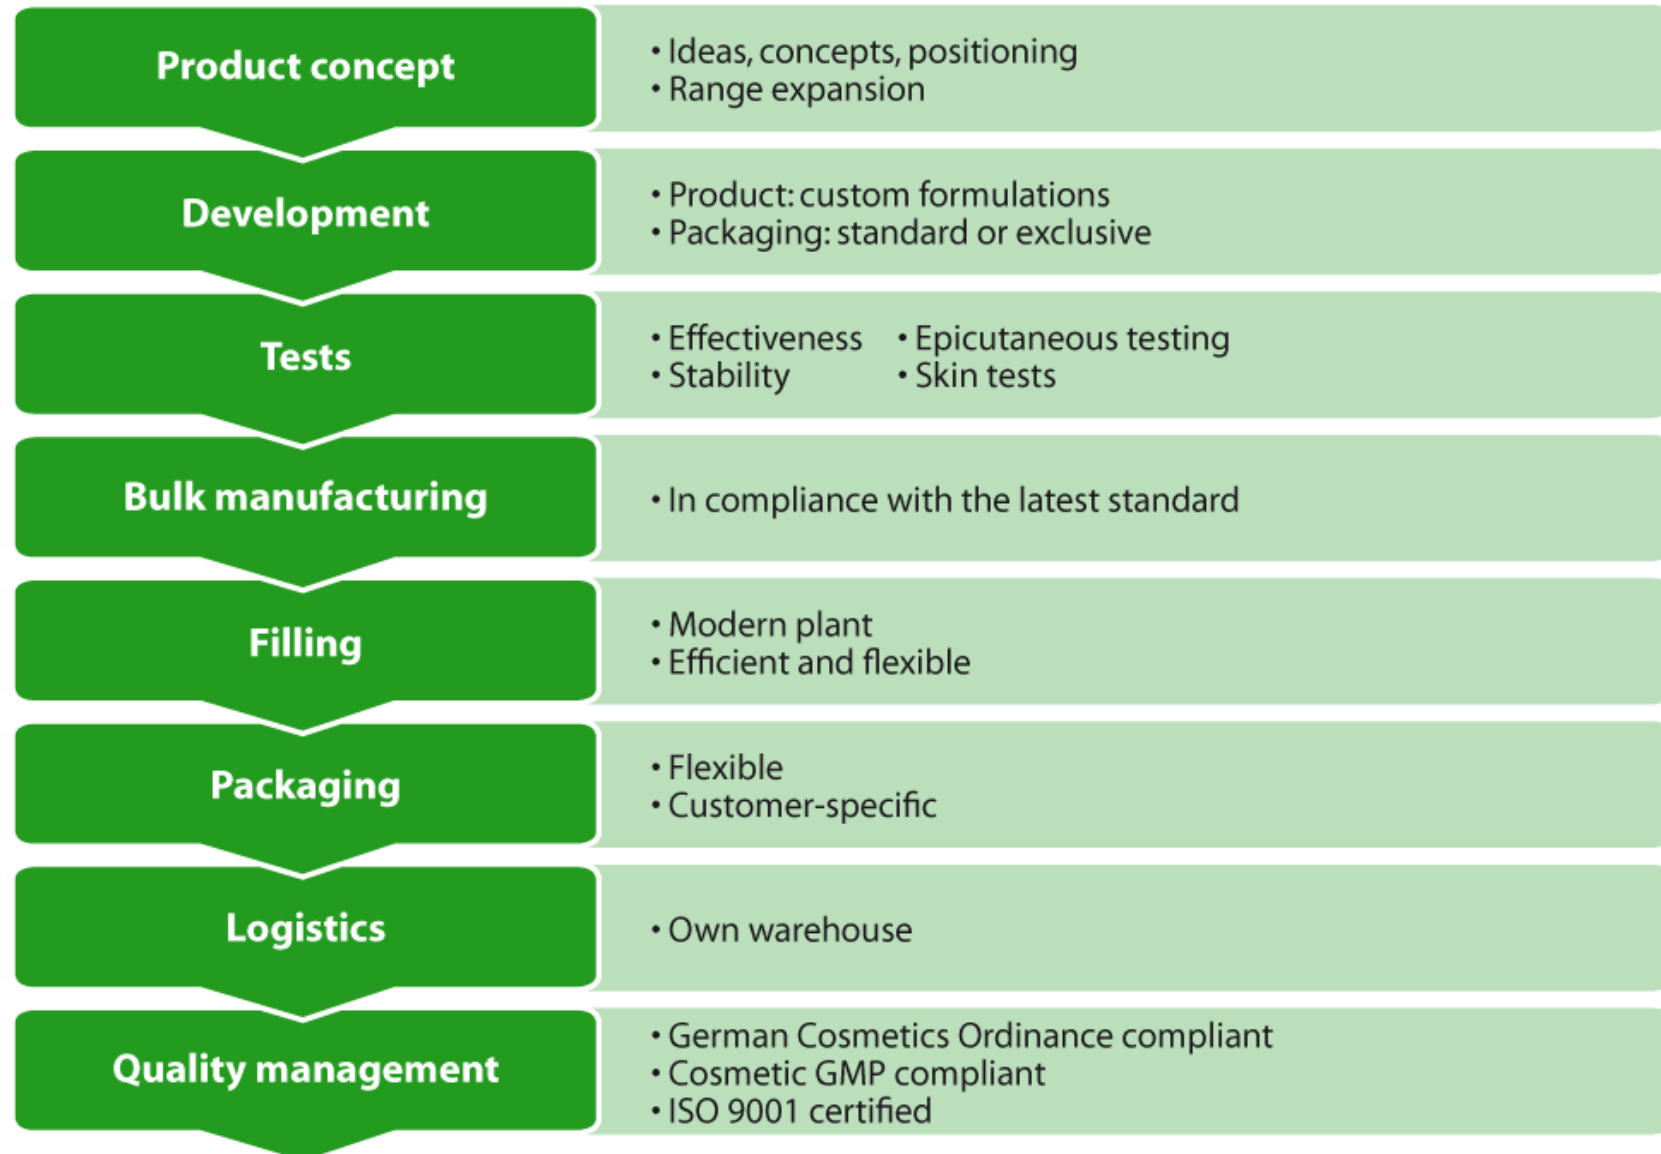 Product concept
• Ideas, concepts, positioning
• Range expansion
Development
• Product: custom formulations
• Packaging: standard or exclusive
Tests
• Effectiveness • Epicutaneous testing
• Stability • Skin tests
Bulk manufacturing
• In compliance with the latest standard
Filling
• Modern plant
• Efficient and flexible
Packaging
• Flexible
• Customer-specific
Logistics
• Own warehouse
Quality management
• German Cosmetics Ordinance compliant
• Cosmetic GMP compliant
• ISO 9001 certified